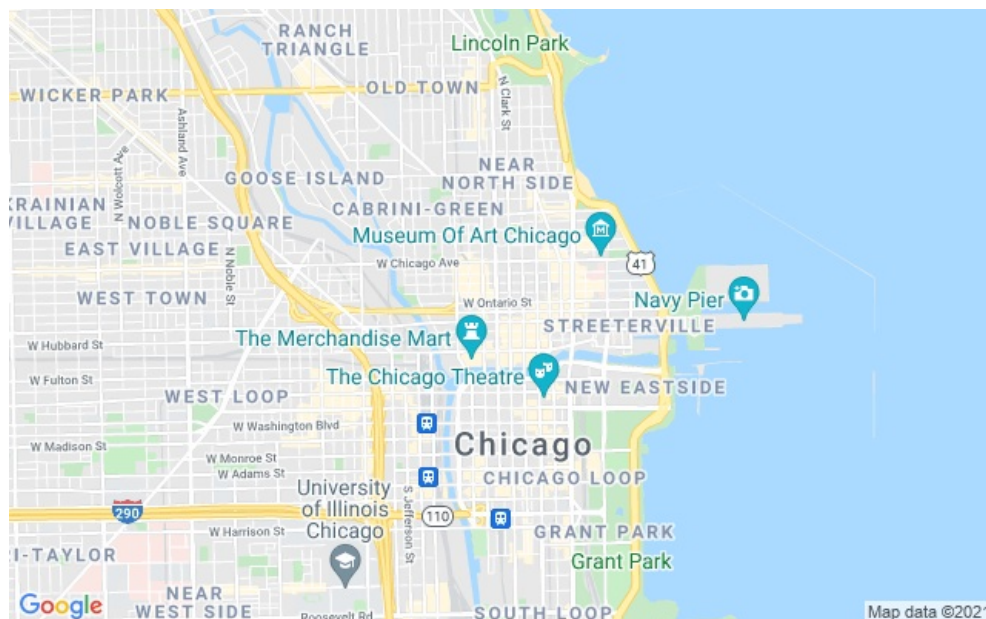 RANCH
TRIANGLE
Lincoln Park
OLD TOWN
WICKER PARK
N Clark St
Ashland Ave
N Wolcott Ave
NEAR
NORTH SIDE
GOOSE ISLAND
CABRINI-GREEN
KRAINIAN
VILLAGE
NOBLE SQUARE
EAST VILLAGE
Museum Of Art Chicago
W Chicago Ave
41
N Noble St
WEST TOWN
W Ontario St
Navy Pier
STREETERVILLE
The Merchandise Mart
W Hubbard St
The Chicago Theatre
W Fulton St
NEW EASTSIDE
WEST LOOP
W Washington Blvd
W Madison St
Chicago
W Monroe St
W Adams St
CHICAGO LOOP
University
of Illinois
Chicago
S Jefferson St
290
110
W Harrison St
GRANT PARK
RI-TAYLOR
Grant Park
NEAR
WEST SIDE
Google
Roosevelt Rd
SOUTH LOOP
Map data ©2021